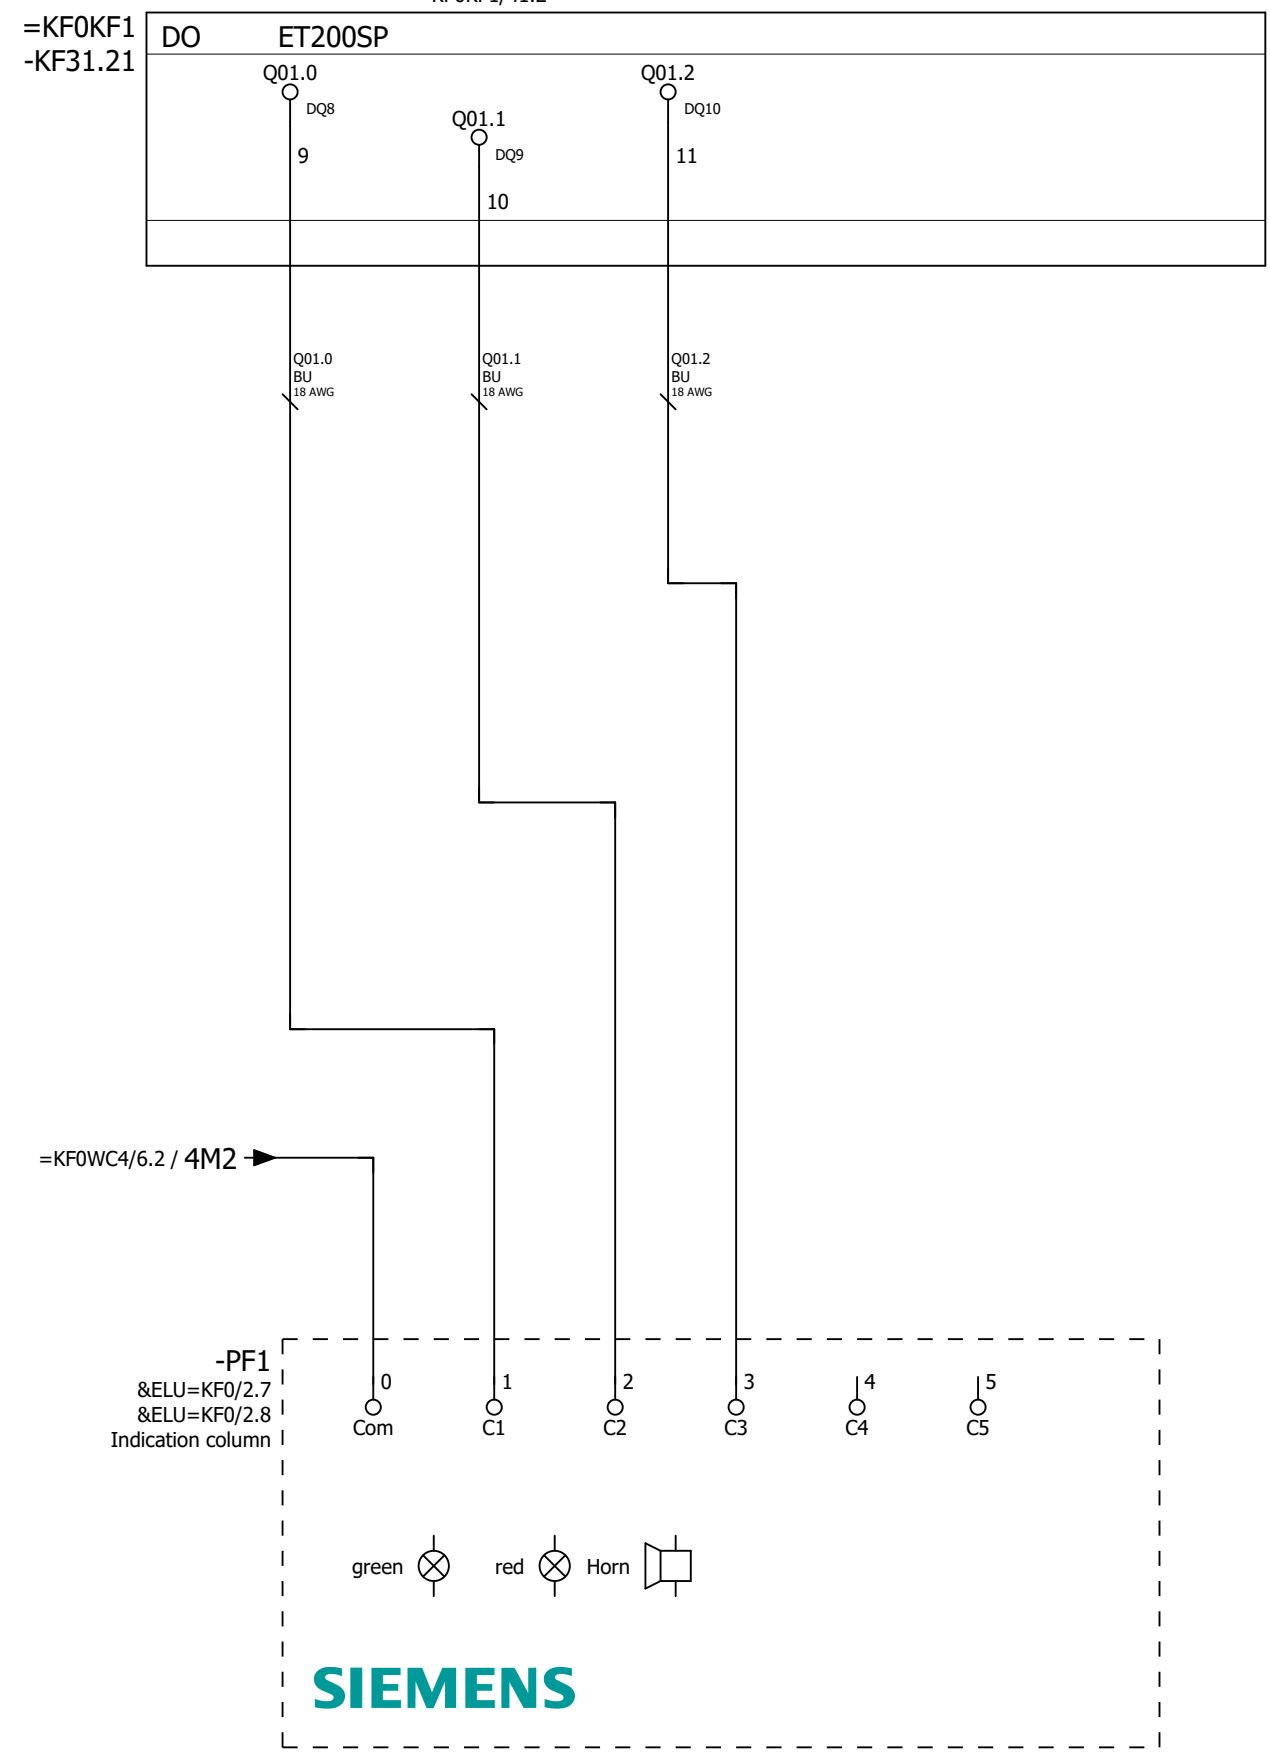 =KF0KF1
-KF31.21
DO ET200SP
Q01.0
DQ8
9
Q01.1
DQ9
10
Q01.2
DQ10
11
Q01.0
BU
18 AWG
Q01.1
BU
18 AWG
Q01.2
BU
18 AWG
=KF0WC4/6.2 / 4M2
-PF1
&ELU=KF0/2.7
&ELU=KF0/2.8
Indication column
0 1 2 3 4 5
Com C1 C2 C3 C4 C5
green red Horn
SIEMENS